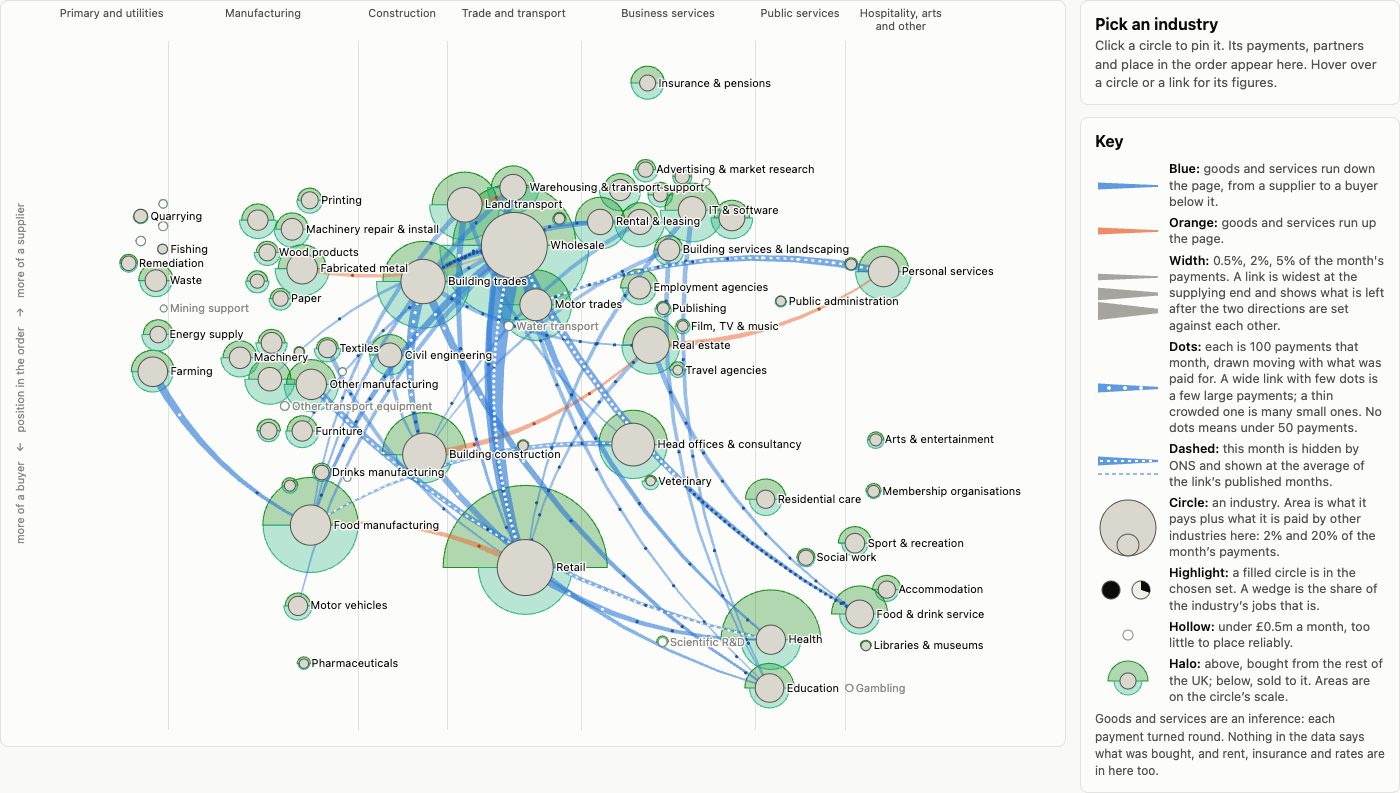 Primary and utilities
Manufacturing
Construction
Trade and transport
Business services
Public services
Hospitality, arts
and other
more of a buyer ← position in the order → more of a supplier
Insurance & pensions
Advertising & market research
Warehousing & transport support
Printing
Land transport
IT & software
Quarrying
Rental & leasing
Machinery repair & install
Wholesale
Fishing
Wood products
Building services & landscaping
Remediation
Fabricated metal
Personal services
Waste
Building trades
Employment agencies
Paper
Public administration
Motor trades
Mining support
Publishing
Water transport
Film, TV & music
Energy supply
Textiles
Real estate
Machinery
Civil engineering
Farming
Travel agencies
Other manufacturing
Other transport equipment
Furniture
Arts & entertainment
Head offices & consultancy
Building construction
Drinks manufacturing
Veterinary
Membership organisations
Residential care
Food manufacturing
Sport & recreation
Social work
Retail
Accommodation
Motor vehicles
Food & drink service
Health
Scientific R&D
Libraries & museums
Pharmaceuticals
Education
Gambling
Pick an industry
Click a circle to pin it. Its payments, partners
and place in the order appear here. Hover over
a circle or a link for its figures.
Key
Blue: goods and services run down
the page, from a supplier to a buyer
below it.
Orange: goods and services run up
the page.
Width: 0.5%, 2%, 5% of the month's
payments. A link is widest at the
supplying end and shows what is left
after the two directions are set
against each other.
Dots: each is 100 payments that
month, drawn moving with what was
paid for. A wide link with few dots is
a few large payments; a thin
crowded one is many small ones. No
dots means under 50 payments.
Dashed: this month is hidden by
ONS and shown at the average of
the link's published months.
Circle: an industry. Area is what it
pays plus what it is paid by other
industries here: 2% and 20% of the
month's payments.
Highlight: a filled circle is in the
chosen set. A wedge is the share of
the industry's jobs that is.
Hollow: under £0.5m a month, too
little to place reliably.
Halo: above, bought from the rest of
the UK; below, sold to it. Areas are
on the circle's scale.
Goods and services are an inference: each
payment turned round. Nothing in the data says
what was bought, and rent, insurance and rates are
in here too.